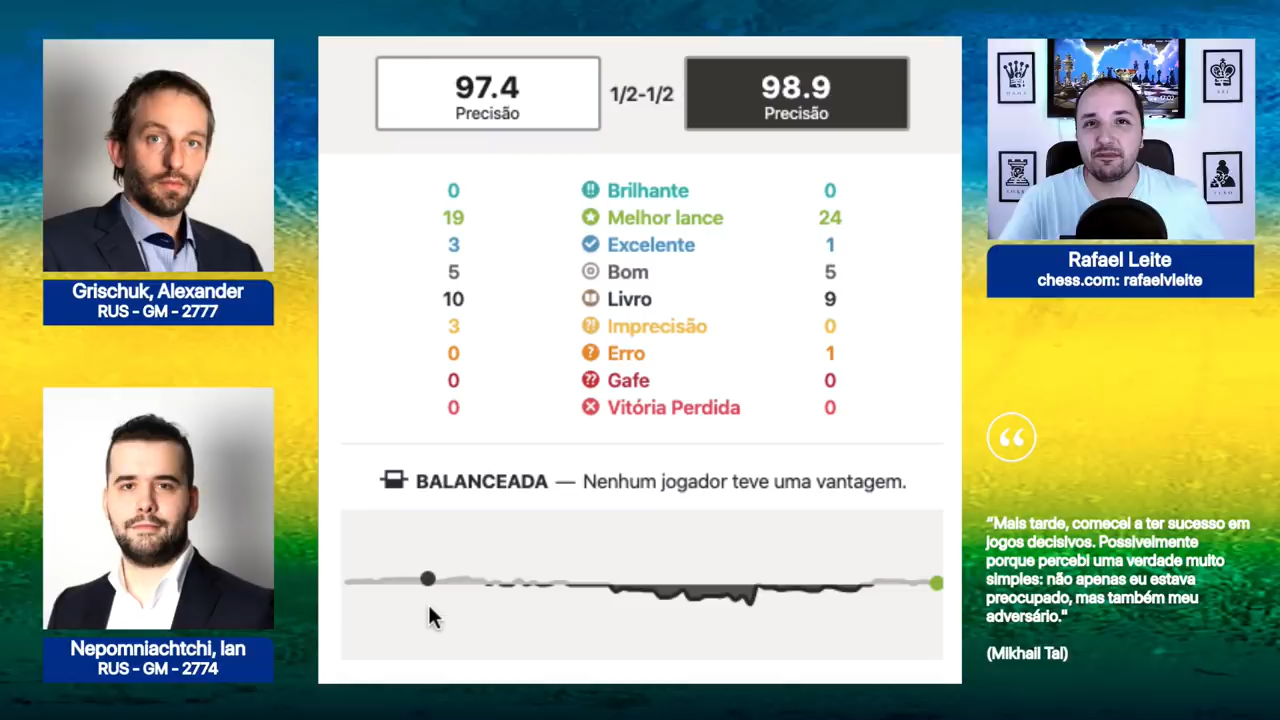 Grischuk, Alexander
RUS - GM - 2777
Nepomniachtchi, Ian
RUS - GM - 2774
97.4
Precisão
1/2-1/2
98.9
Precisão
0 Brilhante 0
19 Melhor lance 24
3 Excelente 1
5 Bom 5
10 Livro 9
3 Imprecisão 0
0 Erro 1
0 Gafe 0
0 Vitória Perdida 0
BALANCEADA — Nenhum jogador teve uma vantagem.
Rafael Leite
chess.com: rafaelvleite
“Mais tarde, comecei a ter sucesso em
jogos decisivos. Possivelmente
porque percebi uma verdade muito
simples: não apenas eu estava
preocupado, mas também meu
adversário."
(Mikhail Tal)